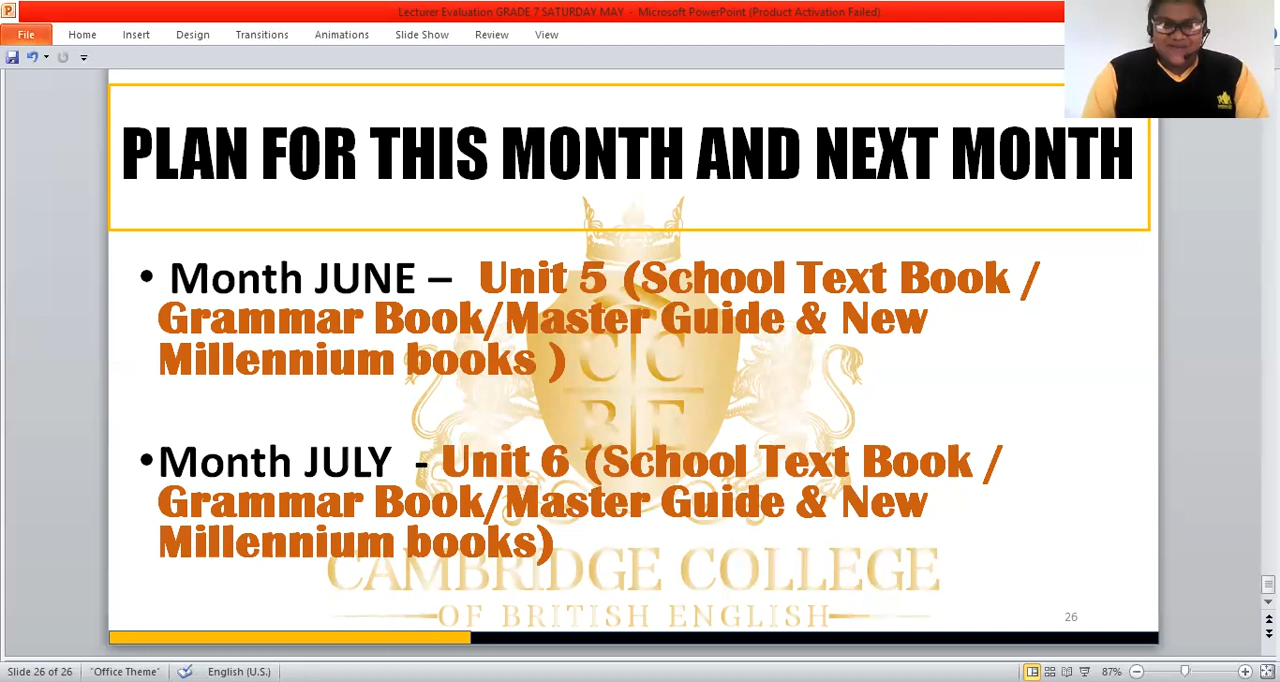 Lecturer Evaluation GRADE 7 SATURDAY MAY - Microsoft PowerPoint (Product Activation Failed)
File Home Insert Design Transitions Animations Slide Show Review View
PLAN FOR THIS MONTH AND NEXT MONTH
• Month JUNE – Unit 5 (School Text Book /
Grammar Book/Master Guide & New
Millennium books )
•Month JULY - Unit 6 (School Text Book /
Grammar Book/Master Guide & New
Millennium books)
C C
B E
CAMBRIDGE COLLEGE
OF BRITISH ENGLISH
26
Slide 26 of 26 "Office Theme" English (U.S.) 87%